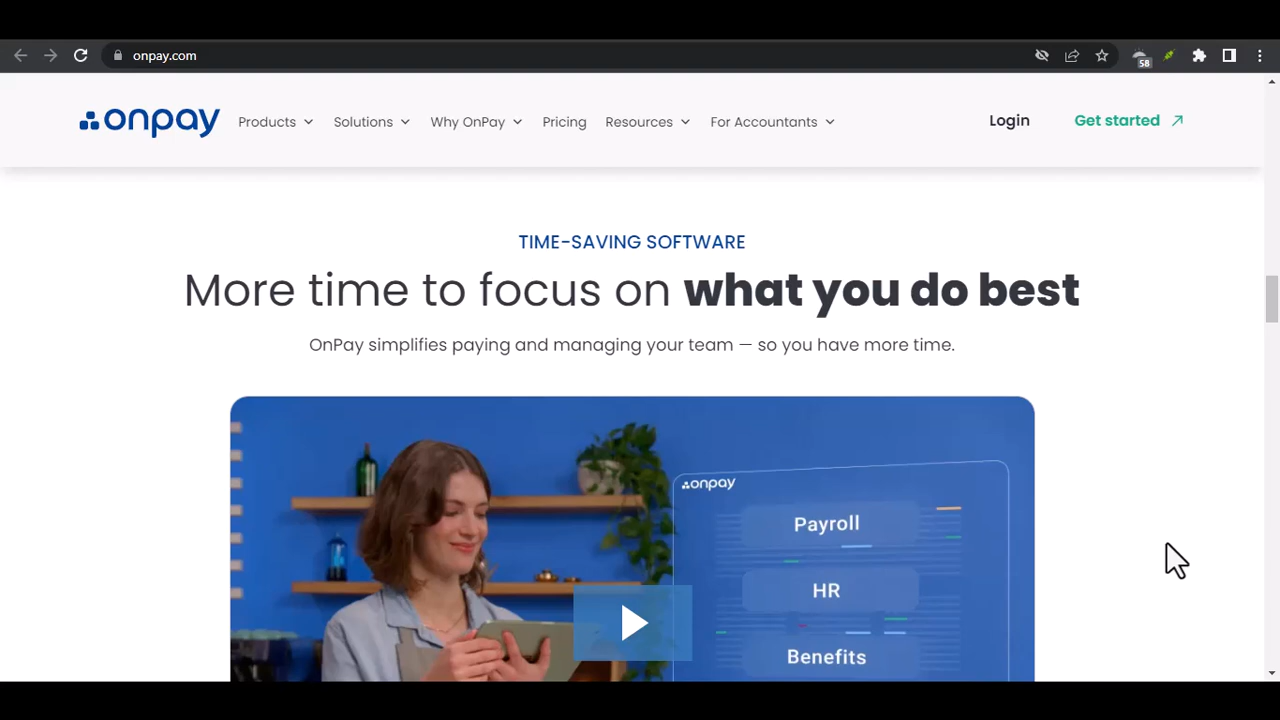 onpay.com
58
onpay Products Solutions Why OnPay Pricing Resources For Accountants Login Get started
TIME-SAVING SOFTWARE
More time to focus on what you do best
OnPay simplifies paying and managing your team — so you have more time.
onpay
Payroll
HR
Benefits